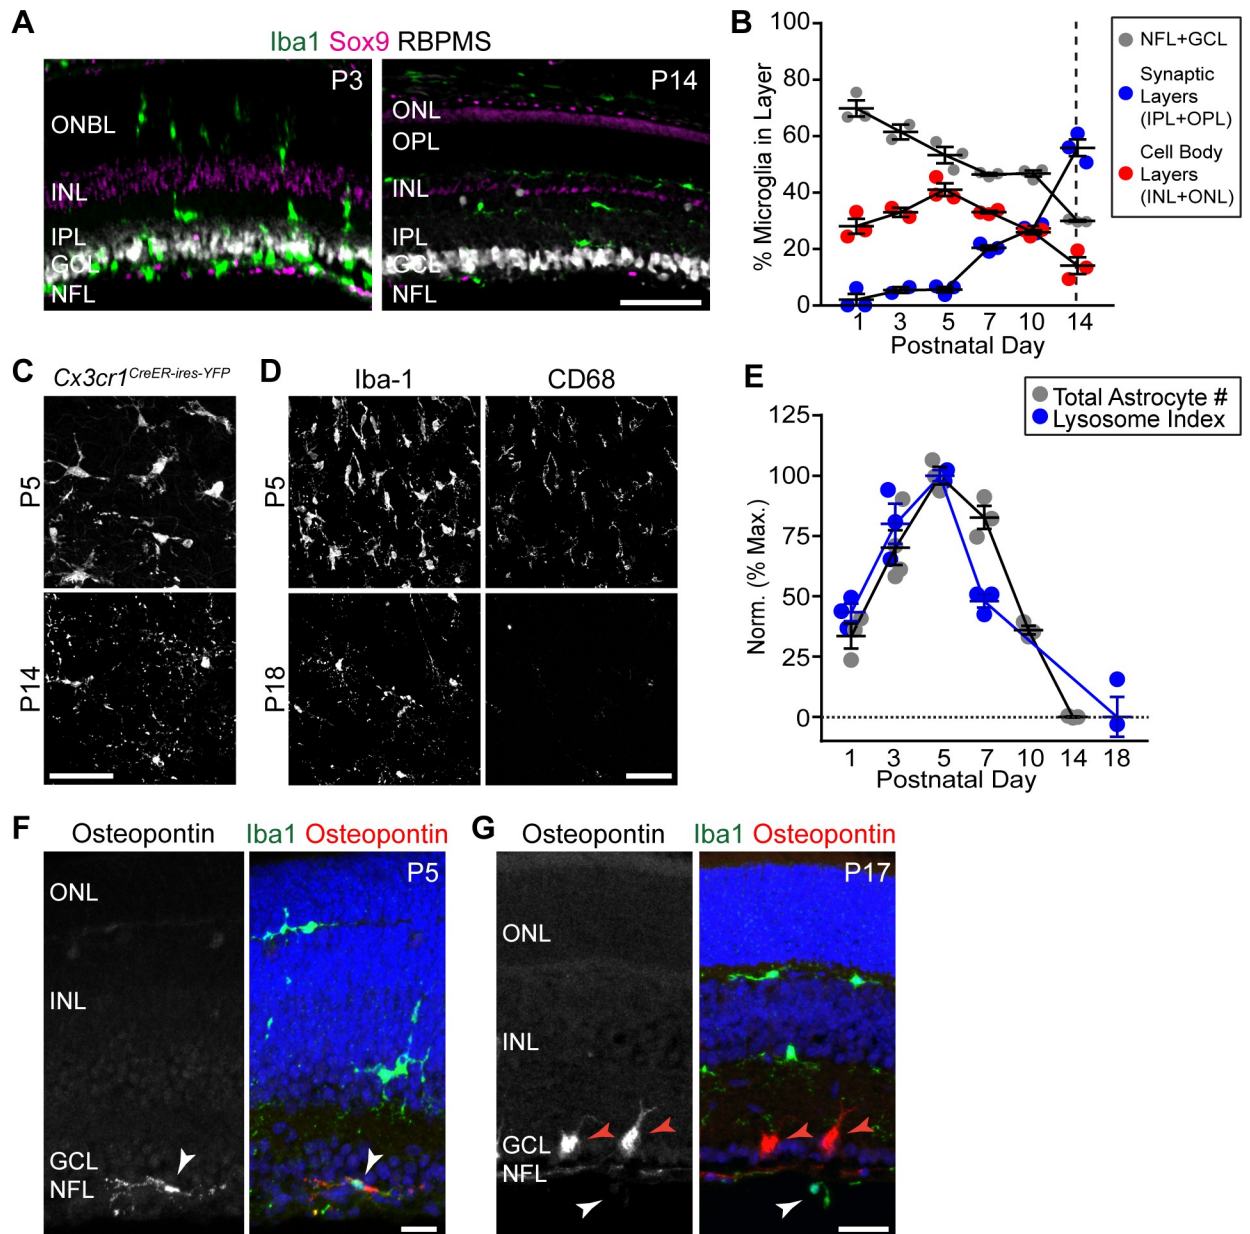 A
Iba1 Sox9 RBPMS
P3
ONBL
INL
IPL
GCL
NFL
P14
ONL
OPL
INL
IPL
GCL
NFL
B
% Microglia in Layer
100
80
60
40
20
0
1 3 5 7 10 14
Postnatal Day
NFL+GCL
Synaptic
Layers
(IPL+OPL)
Cell Body
Layers
(INL+ONL)
C
Cx3cr1CreER-ires-YFP
P5
P14
D
Iba-1 CD68
P5
P18
E
Total Astrocyte #
Lysosome Index
Norm. (% Max.)
125
100
75
50
25
0
1 3 5 7 10 14 18
Postnatal Day
F
Osteopontin Iba1 Osteopontin
P5
ONL
INL
GCL
NFL
G
Osteopontin Iba1 Osteopontin
P17
ONL
INL
GCL
NFL